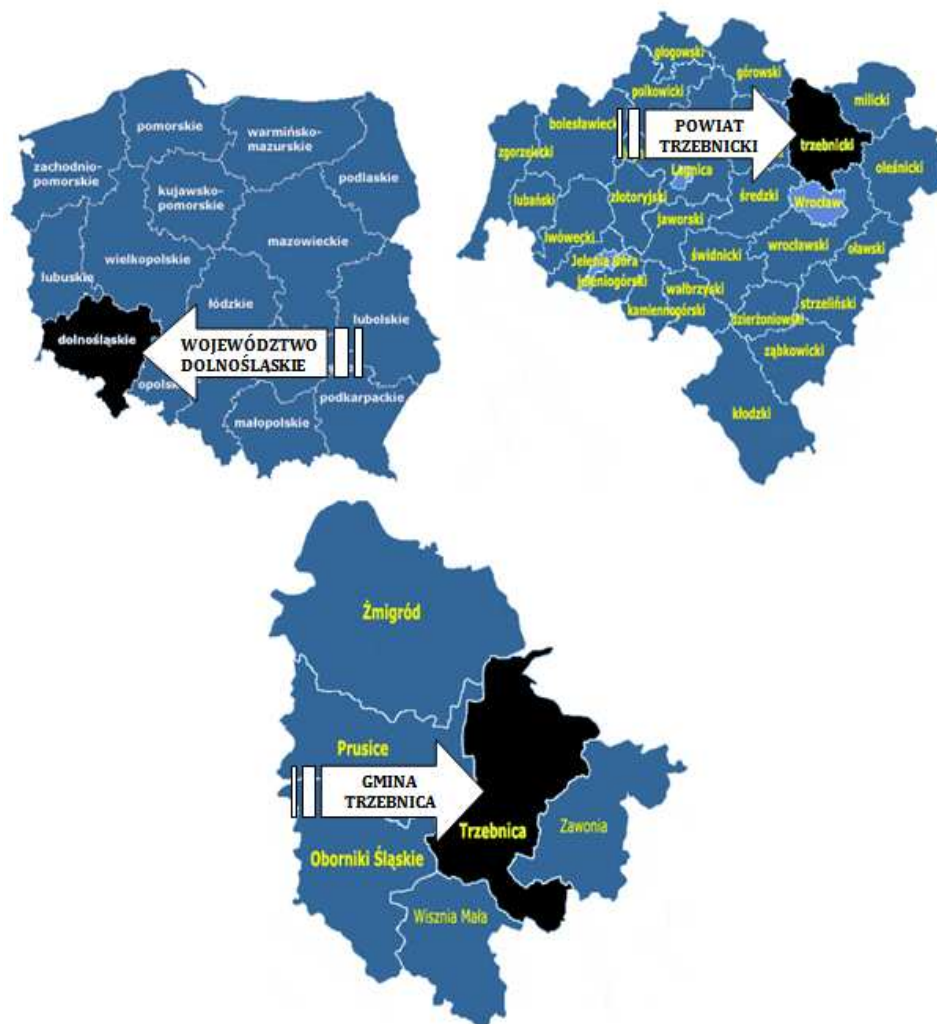 pomorskie
warmińsko-
mazurskie
zachodnio-
pomorskie
podlaskie
kujawsko-
pomorskie
mazowieckie
wielkopolskie
lubuskie
łódzkie
lubelskie
dolnośląskie
WOJEWÓDZTWO
DOLNOŚLĄSKIE
podkarpackie
małopolskie
głogowski
górowski
polkowicki
milicki
bolesławieck
POWIAT
TRZEBNICKI
trzebnicki
zgorzelecki
oleśnicki
Legnica
lubański
złotoryjski
średzki
Wrocław
jaworski
lwówecki
wrocławski
oławski
świdnicki
Jelenia Góra
jeleniogórski
wałbrzyski
strzeliński
kamiennogórski
dzierżoniowski
ząbkowicki
kłodzki
Żmigród
Prusice
GMINA
TRZEBNICA
Trzebnica
Zawonia
Oborniki Śląskie
Wisznia Mała